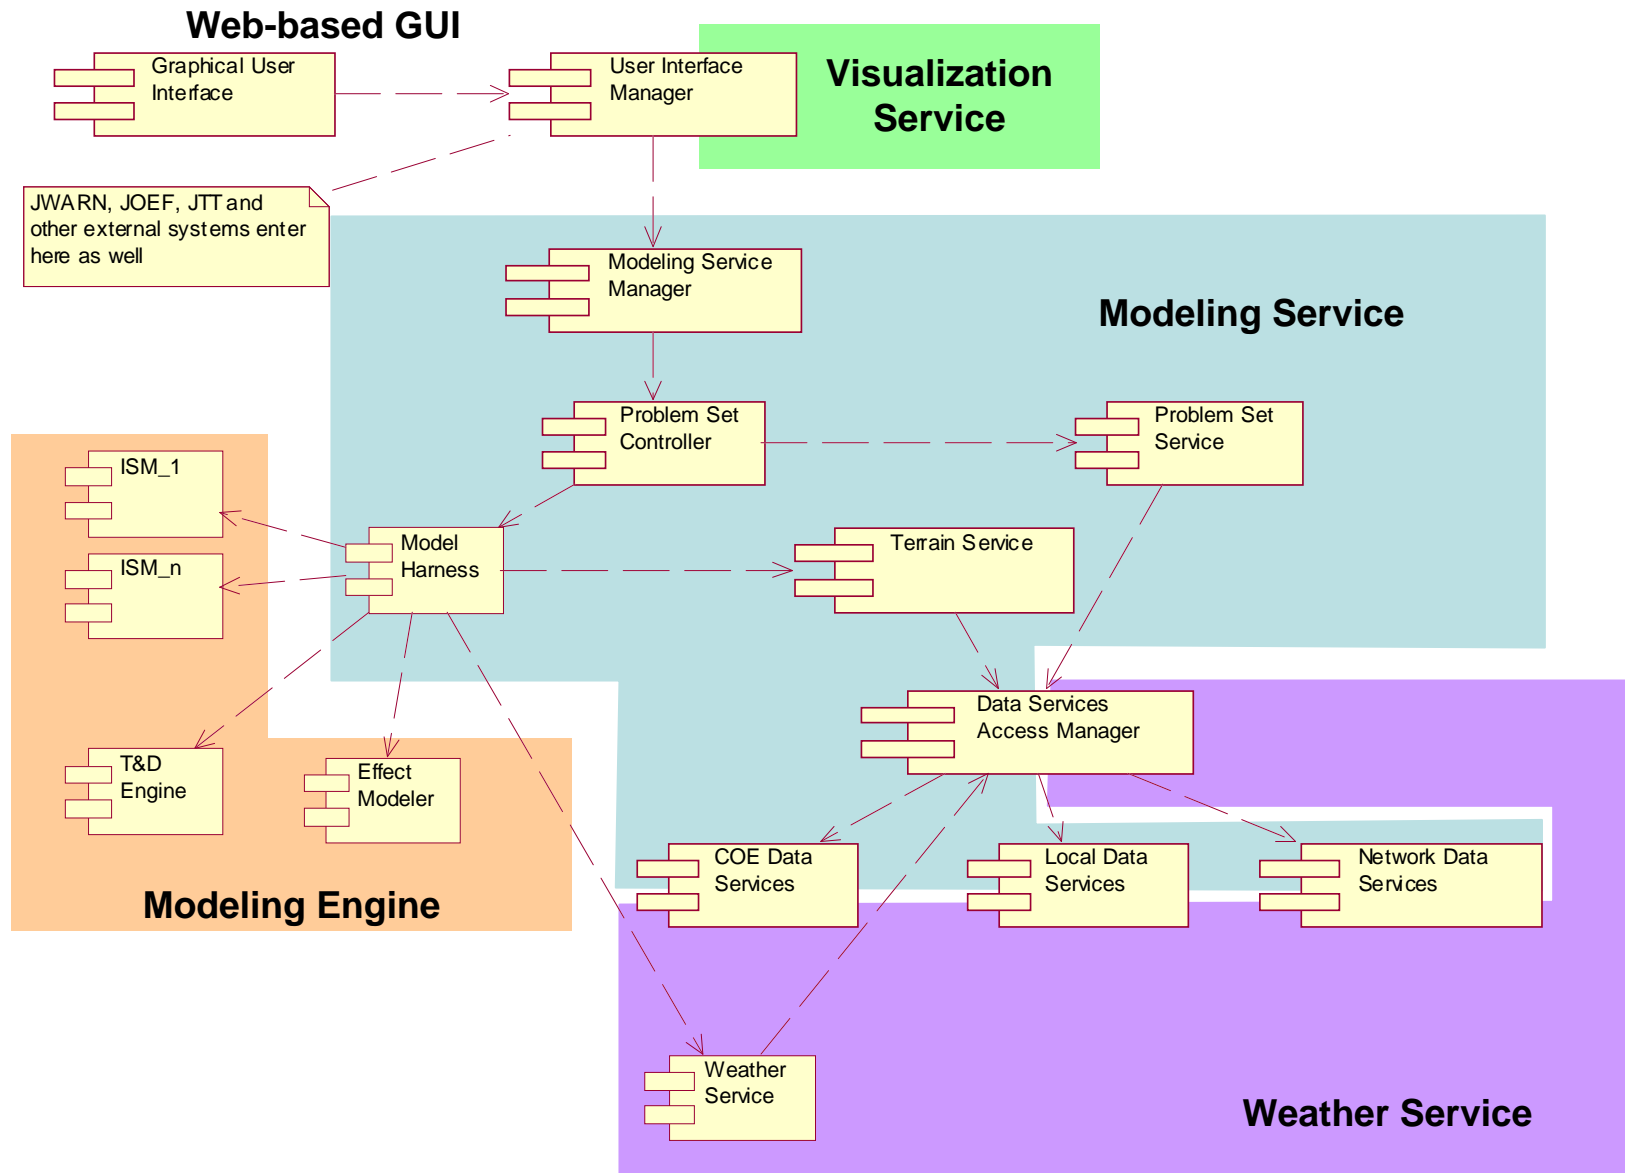 Web-based GUI
Graphical User
Interface
User Interface
Manager
Visualization
Service
JWARN, JOEF, JTT and
other external systems enter
here as well
Modeling Service
Manager
Modeling Service
Problem Set
Controller
Problem Set
Service
ISM_1
ISM_n
Model
Harness
Terrain Service
Data Services
Access Manager
T&D
Engine
Effect
Modeler
COE Data
Services
Local Data
Services
Network Data
Services
Modeling Engine
Weather
Service
Weather Service